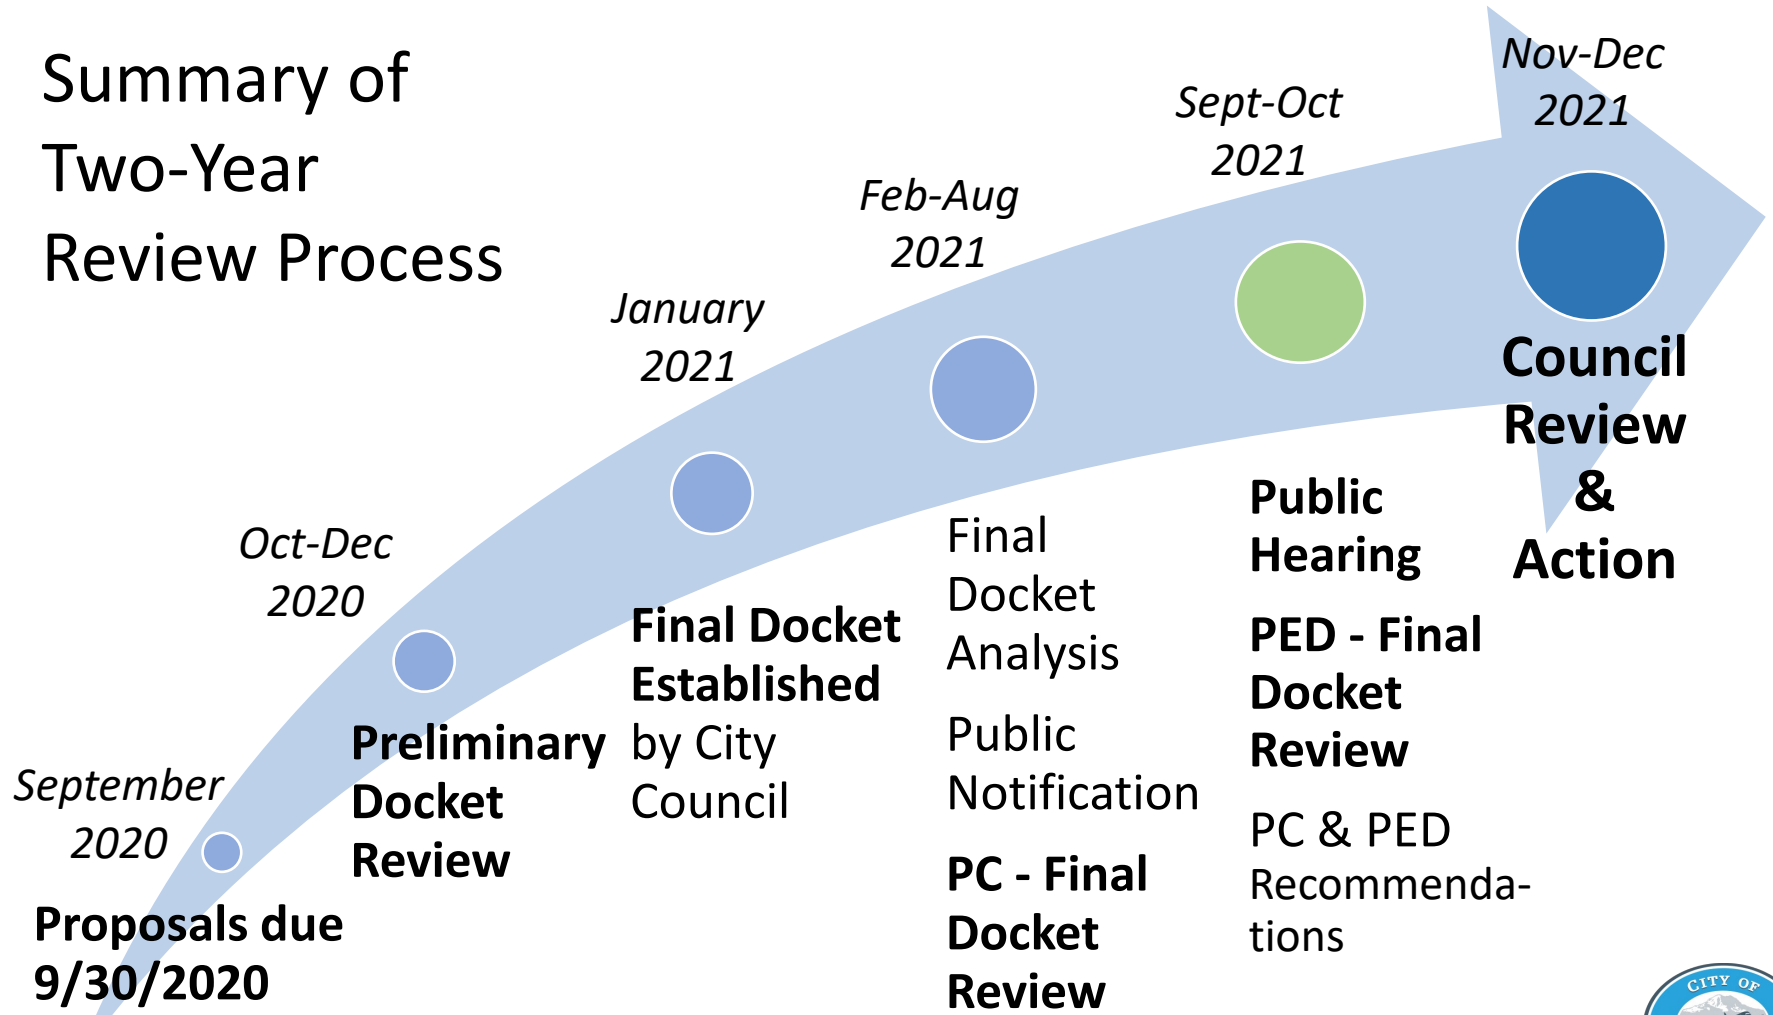 Summary of
Two-Year
Review Process
September
2020
Proposals due
9/30/2020
Oct-Dec
2020
Preliminary
Docket
Review
January
2021
Final Docket
Established
by City
Council
Feb-Aug
2021
Final
Docket
Analysis
Public
Notification
PC - Final
Docket
Review
Sept-Oct
2021
Public
Hearing
PED - Final
Docket
Review
PC & PED
Recommenda-
tions
Nov-Dec
2021
Council
Review
&
Action
CITY OF